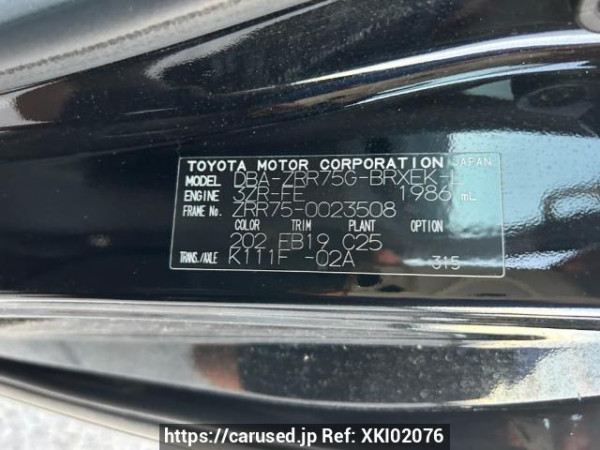 TOYOTA MOTOR CORPORATION JAPAN
MODEL DBA-ZRR75G-BRXEK-L
ENGINE 3ZR-FE 1986 mL
FRAME No. ZRR75-0023508
COLOR TRIM PLANT OPTION
202 FB19 C25
TRANS./AXLE K111F -02A 315
https://carused.jp Ref: XKI02076